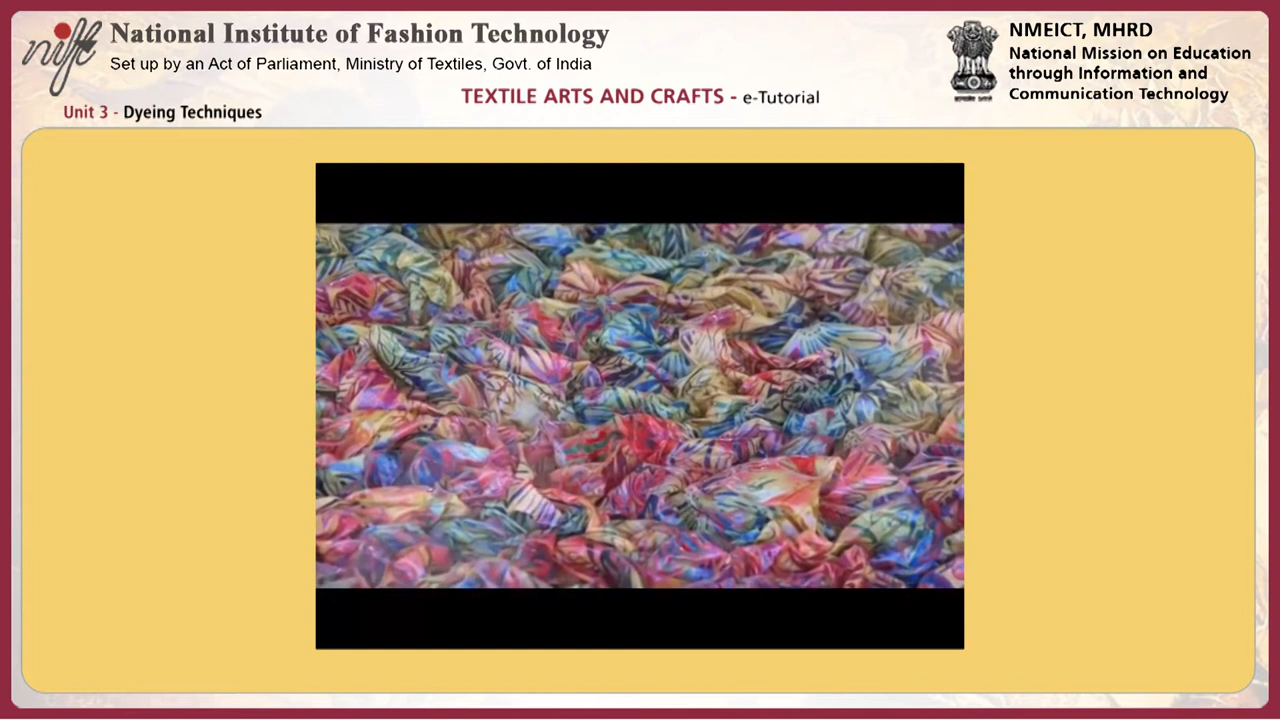 nift
National Institute of Fashion Technology
Set up by an Act of Parliament, Ministry of Textiles, Govt. of India
NMEICT, MHRD
National Mission on Education
through Information and
Communication Technology
TEXTILE ARTS AND CRAFTS - e-Tutorial
Unit 3 - Dyeing Techniques